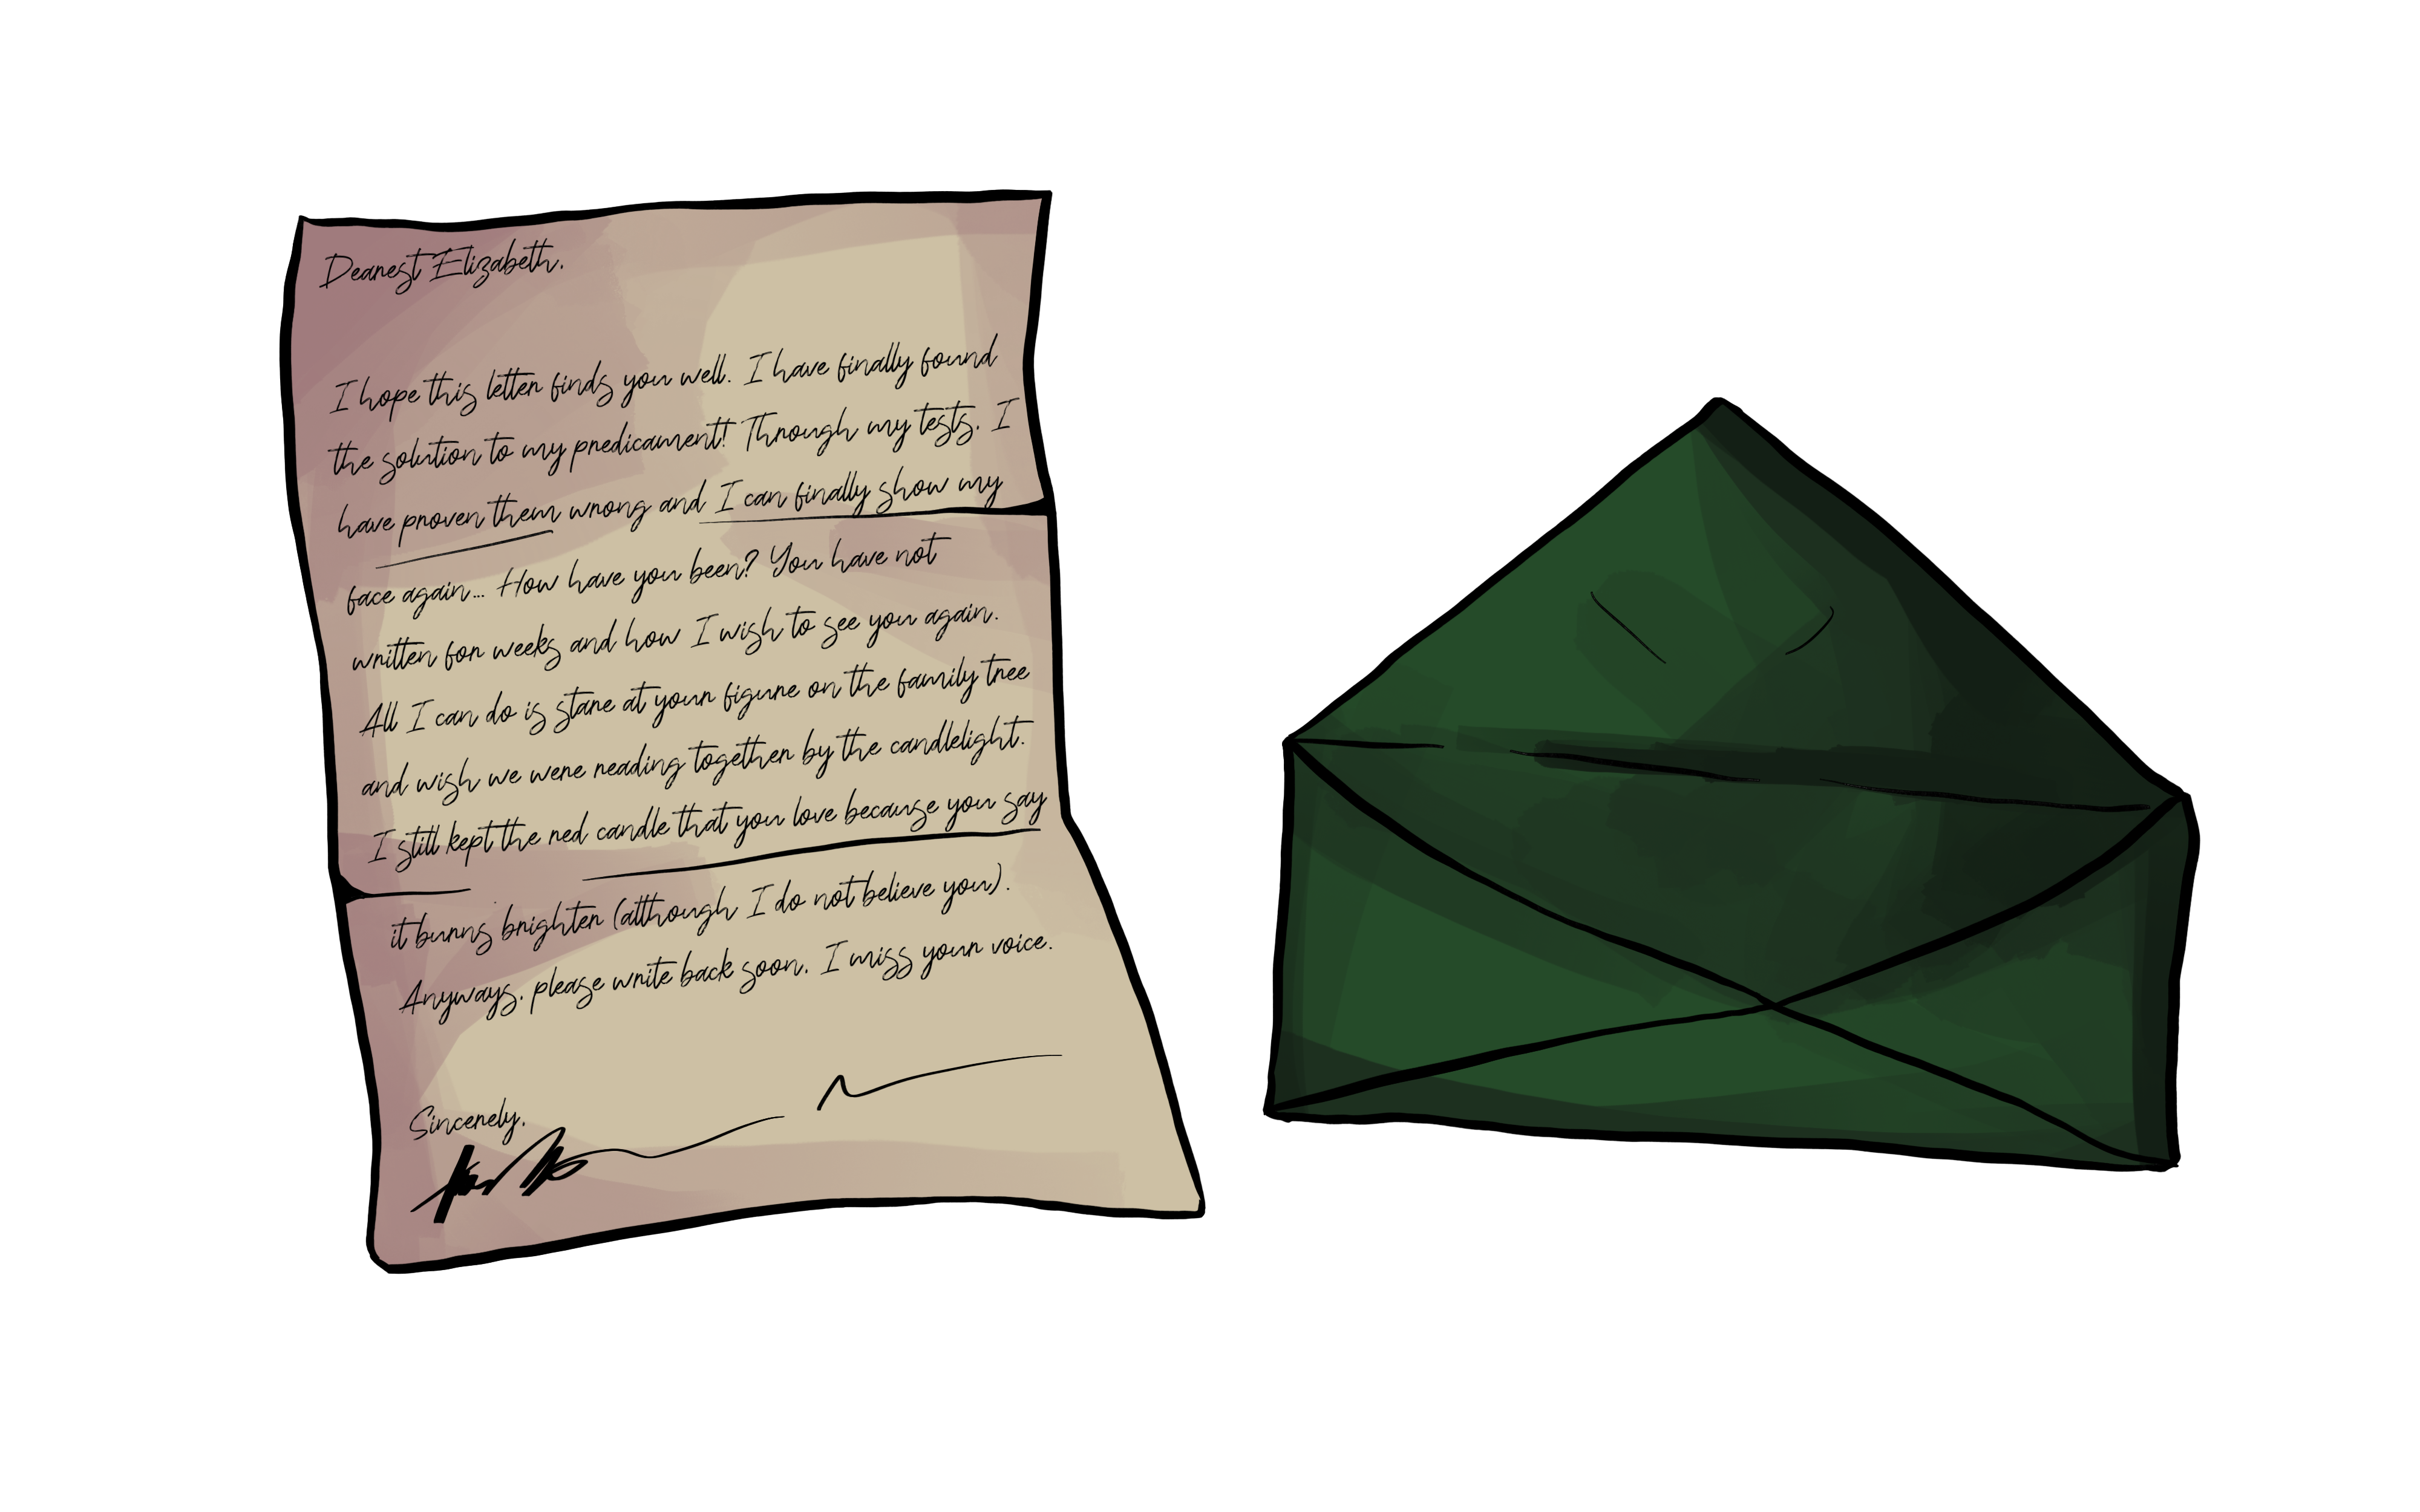 Dearest Elizabeth,
I hope this letter finds you well. I have finally found
the solution to my predicament! Through my tests, I
have proven them wrong and I can finally show my
face again... How have you been? You have not
written for weeks and how I wish to see you again.
All I can do is stare at your figure on the family tree
and wish we were reading together by the candlelight.
I still kept the red candle that you love because you say
it burns brighter (although I do not believe you).
Anyways, please write back soon, I miss your voice.
Sincerely,